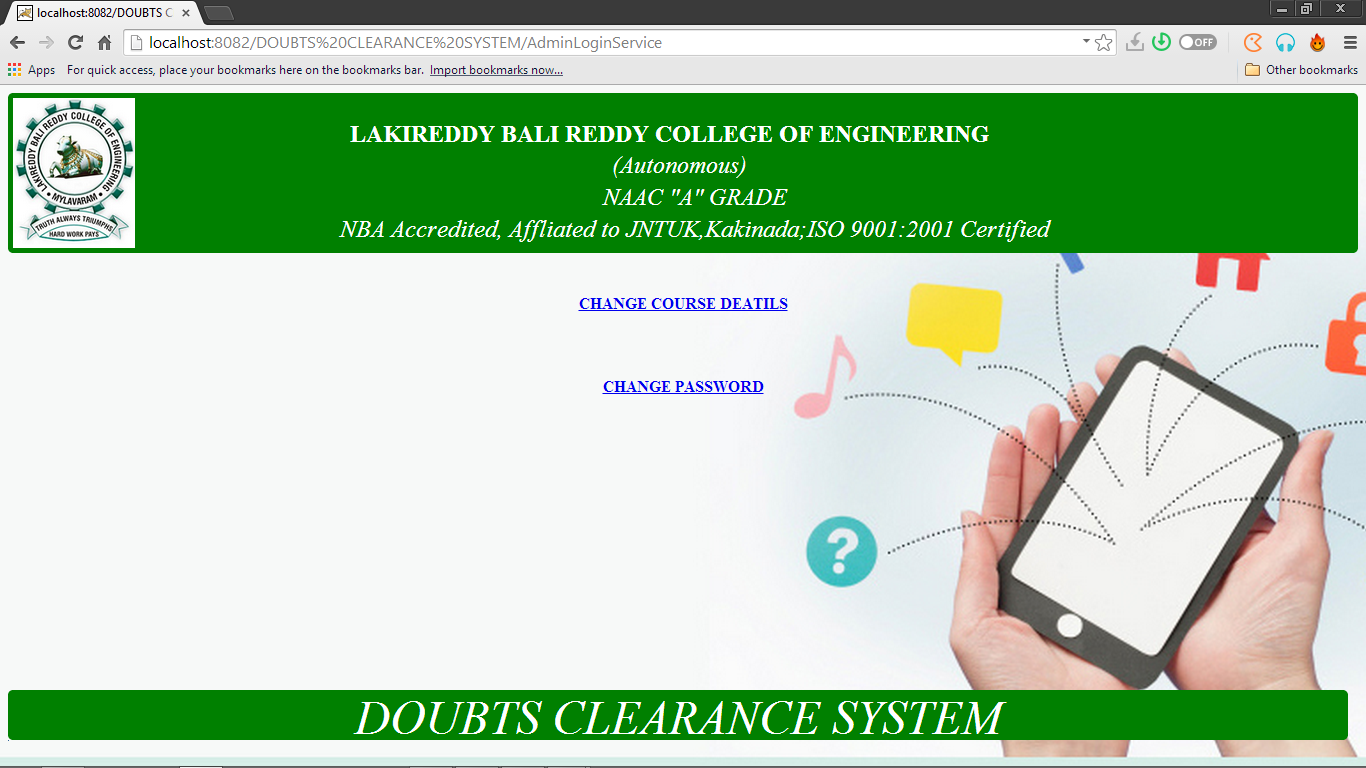 localhost:8082/DOUBTS C
localhost:8082/DOUBTS%20CLEARANCE%20SYSTEM/AdminLoginService
OFF
Apps For quick access, place your bookmarks here on the bookmarks bar. Import bookmarks now... Other bookmarks
LAKIREDDY BALI REDDY COLLEGE OF ENGINEERING
• MYLAVARAM •
TRUTH ALWAYS TRIUMPHS
HARD WORK PAYS
LAKIREDDY BALI REDDY COLLEGE OF ENGINEERING
(Autonomous)
NAAC "A" GRADE
NBA Accredited, Affliated to JNTUK,Kakinada;ISO 9001:2001 Certified
CHANGE COURSE DEATILS
CHANGE PASSWORD
?
DOUBTS CLEARANCE SYSTEM